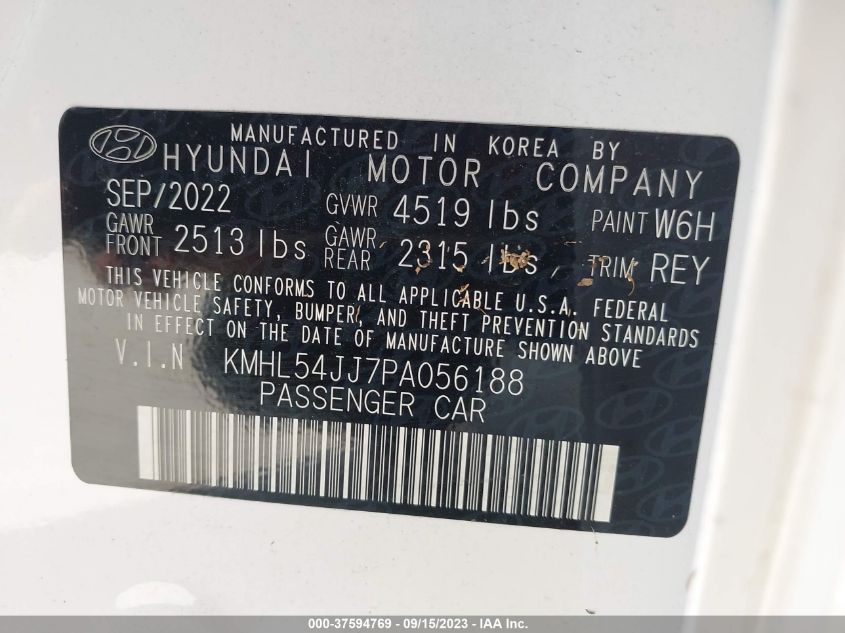 MANUFACTURED IN KOREA BY
HYUNDAI MOTOR COMPANY
SEP/2022 GVWR 4519 lbs PAINT W6H
GAWR FRONT 2513 lbs GAWR REAR 2315 lbs, TRIM REY
THIS VEHICLE CONFORMS TO ALL APPLICABLE U.S.A. FEDERAL
MOTOR VEHICLE SAFETY, BUMPER, AND THEFT PREVENTION STANDARDS
IN EFFECT ON THE DATE OF MANUFACTURE SHOWN ABOVE
V.I.N KMHL54JJ7PA056188
PASSENGER CAR
000-37594769 - 09/15/2023 - IAA Inc.